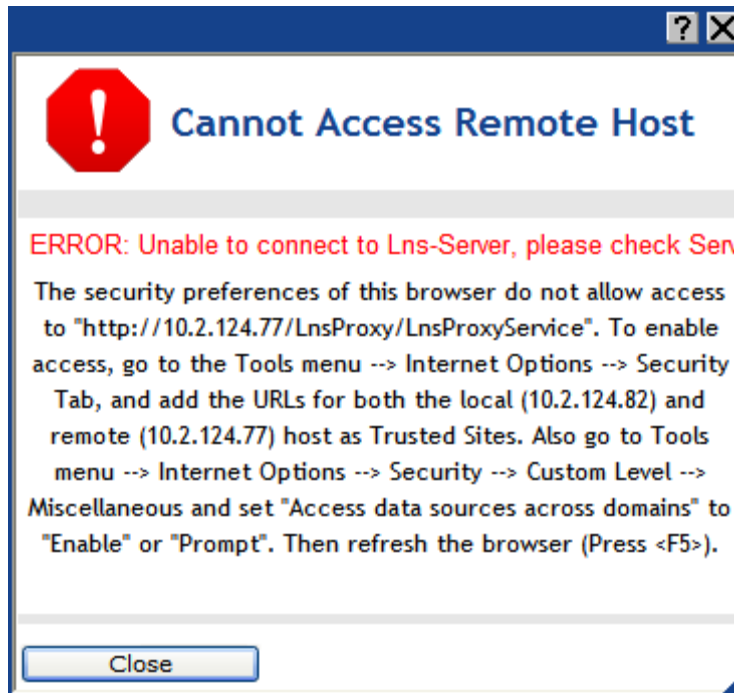 ?
Cannot Access Remote Host
ERROR: Unable to connect to Lns-Server, please check
The security preferences of this browser do not allow access
to "http://10.2.124.77/LnsProxy/LnsProxyService". To enable
access, go to the Tools menu --> Internet Options --> Security
Tab, and add the URLs for both the local (10.2.124.82) and
remote (10.2.124.77) host as Trusted Sites. Also go to Tools
menu --> Internet Options --> Security --> Custom Level -->
Miscellaneous and set "Access data sources across domains" to
"Enable" or "Prompt". Then refresh the browser (Press <F5>).
Close